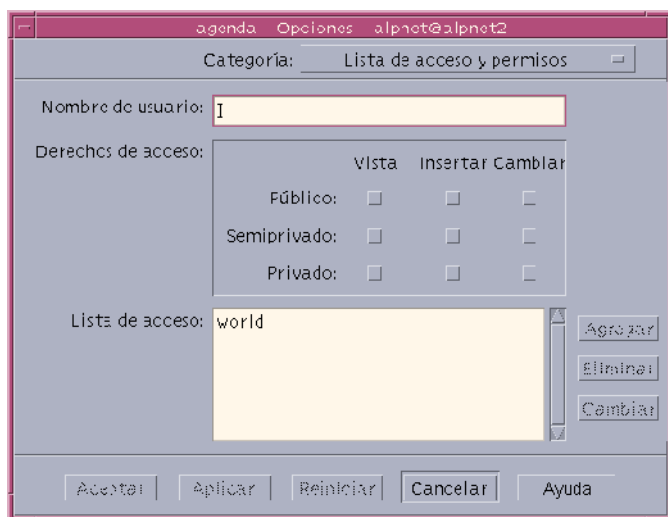 agenda Opciones alpnet@alpnet2
Categoría: Lista de acceso y permisos
Nombre de usuario:
Derechos de acceso:
Vista Insertar Cambiar
Público:
Semiprivado:
Privado:
Lista de acceso: world
Agregar
Eliminar
Cambiar
Aceptar Aplicar Reiniciar Cancelar Ayuda